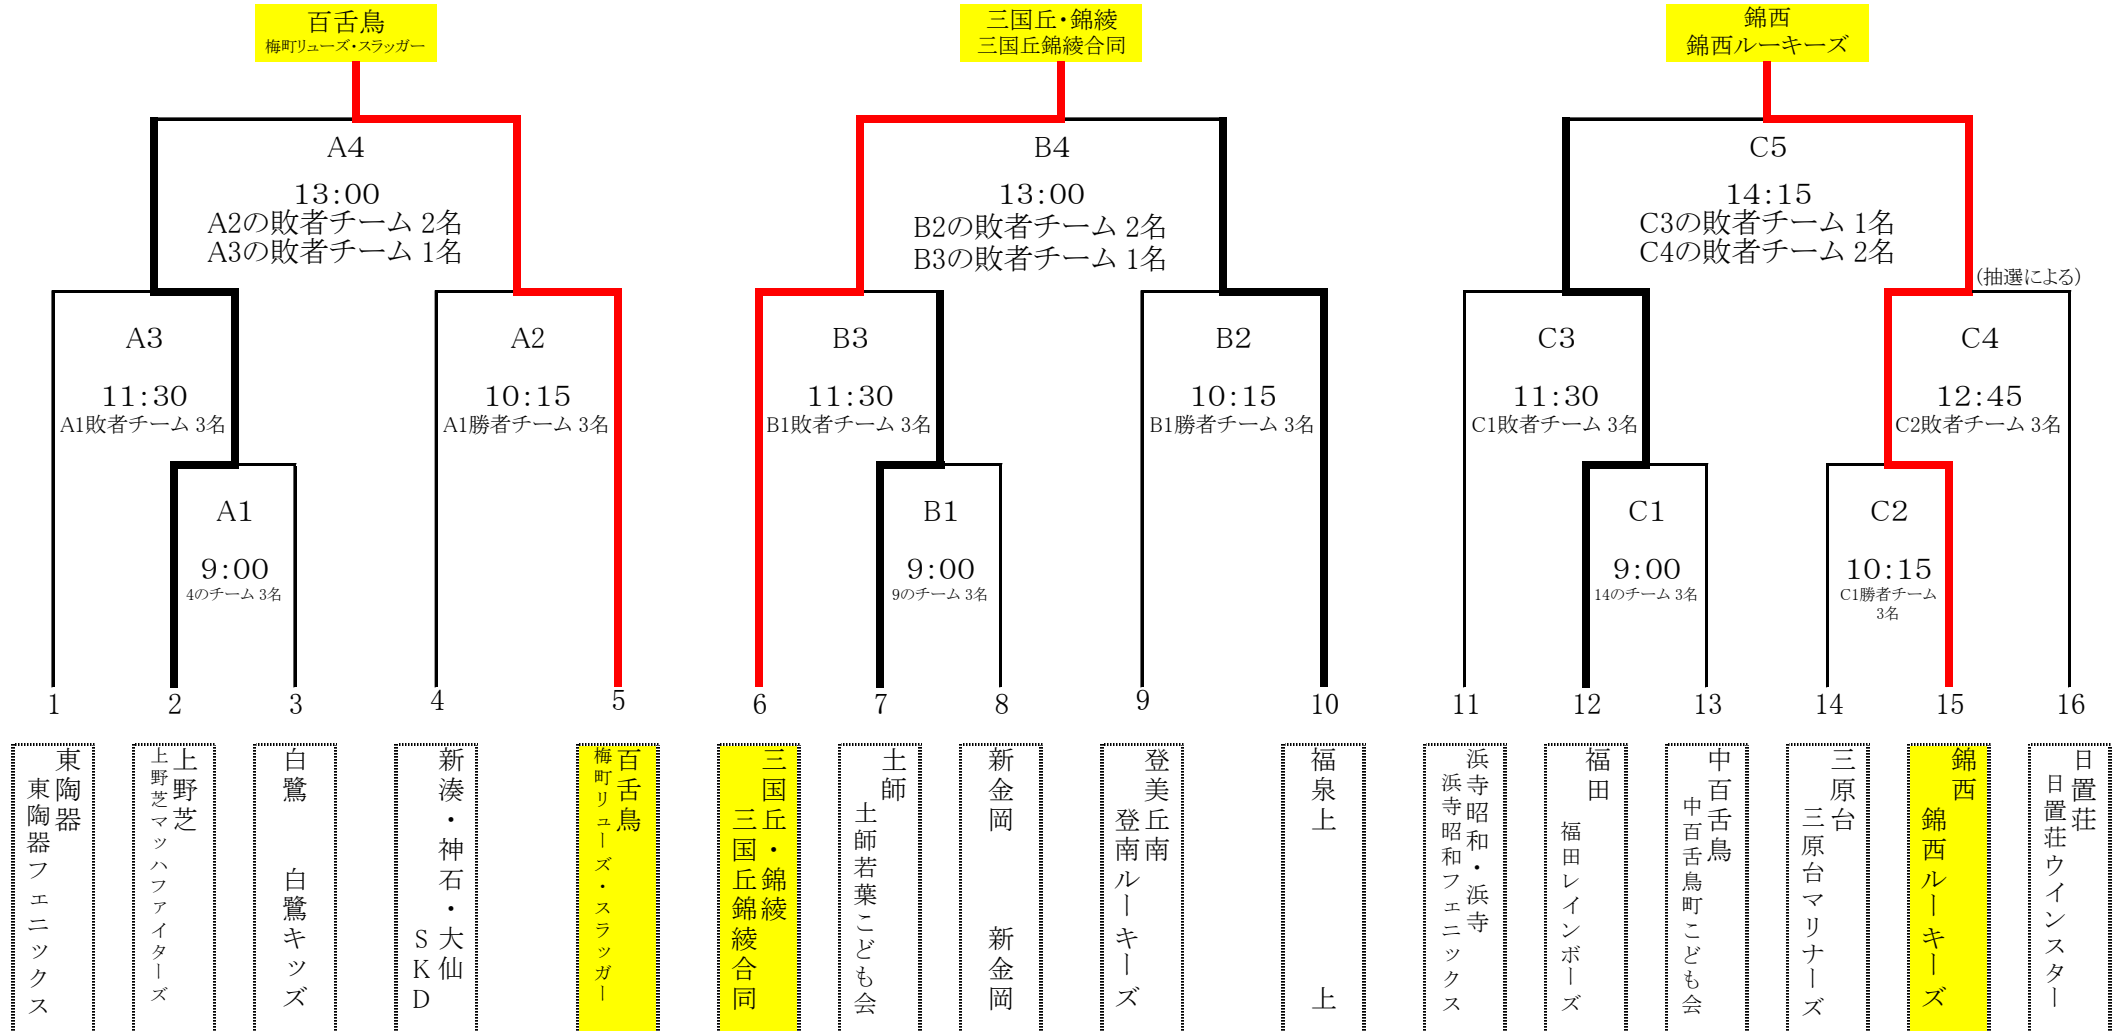 百舌鳥
梅町リューズ・スラッガー
三国丘・錦綾
三国丘錦綾合同
錦西
錦西ルーキーズ
A4
13:00
A2の敗者チーム 2名
A3の敗者チーム 1名
B4
13:00
B2の敗者チーム 2名
B3の敗者チーム 1名
C5
14:15
C3の敗者チーム 1名
C4の敗者チーム 2名
(抽選による)
A3
11:30
A1敗者チーム 3名
A2
10:15
A1勝者チーム 3名
B3
11:30
B1敗者チーム 3名
B2
10:15
B1勝者チーム 3名
C3
11:30
C1敗者チーム 3名
C4
12:45
C2敗者チーム 3名
A1
9:00
4のチーム 3名
B1
9:00
9のチーム 3名
C1
9:00
14のチーム 3名
C2
10:15
C1勝者チーム
3名
1
2
3
4
5
6
7
8
9
10
11
12
13
14
15
16
東陶器
東陶器フェニックス
上野芝
上野芝マッハファイターズ
白鷺 白鷺キッズ
新湊・神石・大仙
SKD
百舌鳥
梅町リューズ・スラッガー
三国丘・錦綾
三国丘錦綾合同
土師
土師若葉こども会
新金岡 新金岡
登美丘南
登南ルーキーズ
福泉上 上
浜寺昭和・浜寺
浜寺昭和フェニックス
福田
福田レインボーズ
中百舌鳥
中百舌鳥町こども会
三原台
三原台マリナーズ
錦西
錦西ルーキーズ
日置荘
日置荘ウインスター